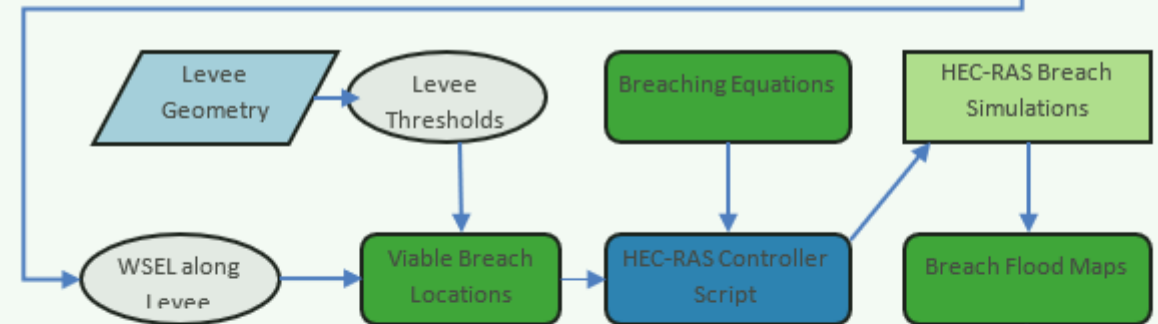 Levee
Geometry
Levee
Thresholds
Breaching Equations
HEC-RAS Breach
Simulations
WSEL along
Levee
Viable Breach
Locations
HEC-RAS Controller
Script
Breach Flood Maps